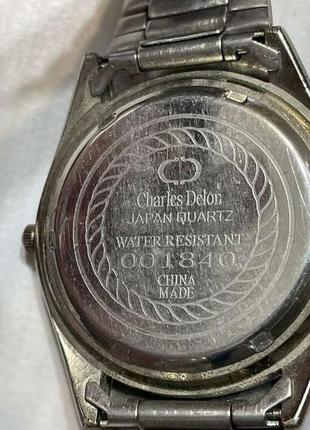 Charles Delon
JAPAN QUARTZ
WATER RESISTANT
001840
CHINA
MADE